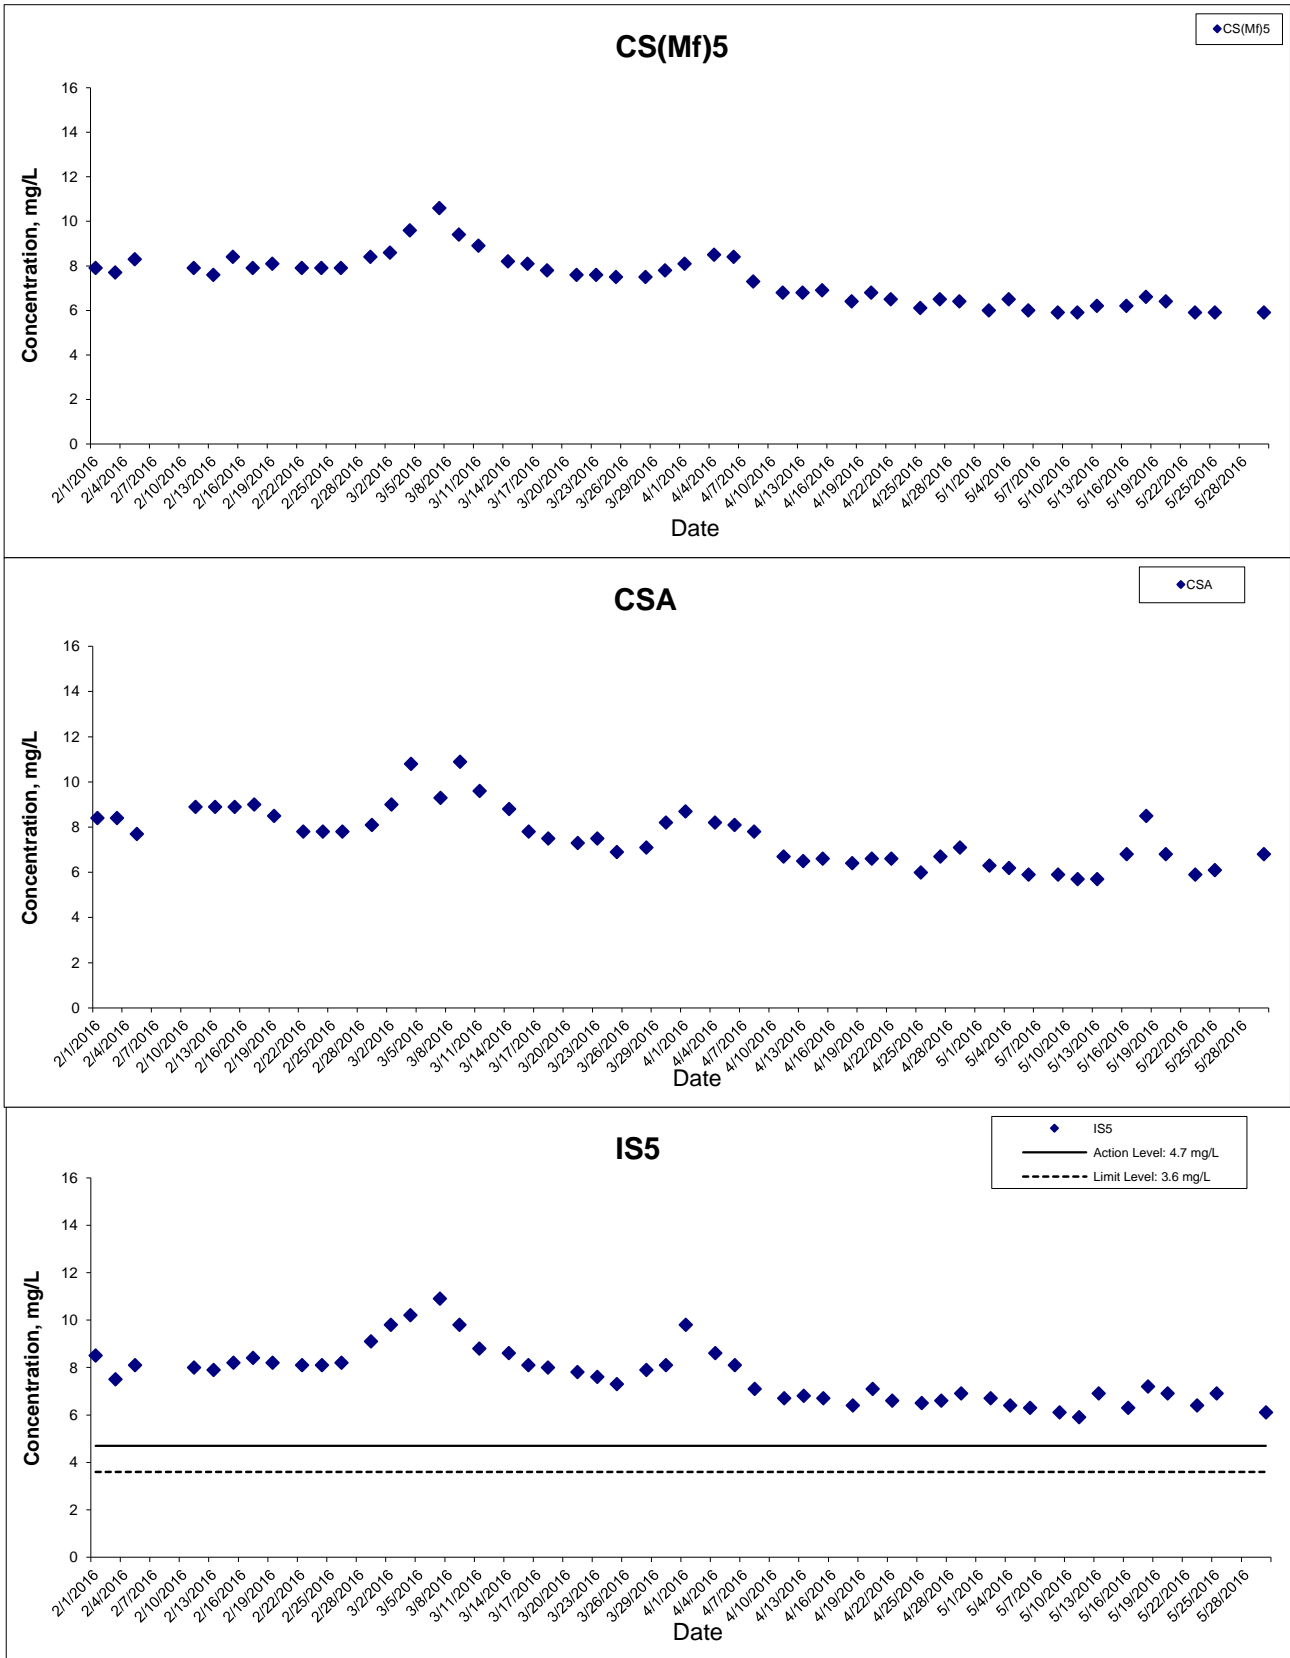 CS(Mf)5
CS(Mf)5
Concentration, mg/L
16
14
12
10
8
6
4
2
0
2/1/2016 2/4/2016 2/7/2016 2/10/2016 2/13/2016 2/16/2016 2/19/2016 2/22/2016 2/25/2016 2/28/2016 3/2/2016 3/5/2016 3/8/2016 3/11/2016 3/14/2016 3/17/2016 3/20/2016 3/23/2016 3/26/2016 3/29/2016 4/1/2016 4/4/2016 4/7/2016 4/10/2016 4/13/2016 4/16/2016 4/19/2016 4/22/2016 4/25/2016 4/28/2016 5/1/2016 5/4/2016 5/7/2016 5/10/2016 5/13/2016 5/16/2016 5/19/2016 5/22/2016 5/25/2016 5/28/2016
Date
CSA
CSA
Concentration, mg/L
16
14
12
10
8
6
4
2
0
2/1/2016 2/4/2016 2/7/2016 2/10/2016 2/13/2016 2/16/2016 2/19/2016 2/22/2016 2/25/2016 2/28/2016 3/2/2016 3/5/2016 3/8/2016 3/11/2016 3/14/2016 3/17/2016 3/20/2016 3/23/2016 3/26/2016 3/29/2016 4/1/2016 4/4/2016 4/7/2016 4/10/2016 4/13/2016 4/16/2016 4/19/2016 4/22/2016 4/25/2016 4/28/2016 5/1/2016 5/4/2016 5/7/2016 5/10/2016 5/13/2016 5/16/2016 5/19/2016 5/22/2016 5/25/2016 5/28/2016
Date
IS5
IS5
Action Level: 4.7 mg/L
Limit Level: 3.6 mg/L
Concentration, mg/L
16
14
12
10
8
6
4
2
0
2/1/2016 2/4/2016 2/7/2016 2/10/2016 2/13/2016 2/16/2016 2/19/2016 2/22/2016 2/25/2016 2/28/2016 3/2/2016 3/5/2016 3/8/2016 3/11/2016 3/14/2016 3/17/2016 3/20/2016 3/23/2016 3/26/2016 3/29/2016 4/1/2016 4/4/2016 4/7/2016 4/10/2016 4/13/2016 4/16/2016 4/19/2016 4/22/2016 4/25/2016 4/28/2016 5/1/2016 5/4/2016 5/7/2016 5/10/2016 5/13/2016 5/16/2016 5/19/2016 5/22/2016 5/25/2016 5/28/2016
Date